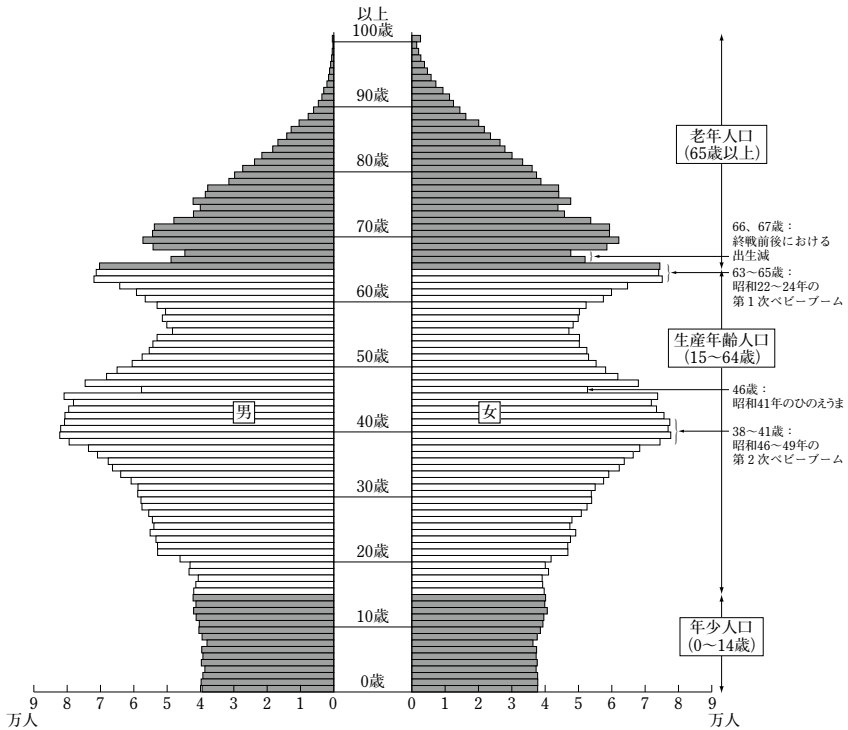 以上
100歳
90歳
80歳
70歳
60歳
50歳
40歳
30歳
20歳
10歳
0歳
男
女
老年人口
(65歳以上)
66、67歳：
終戦前後における
出生減
63～65歳：
昭和22～24年の
第１次ベビーブーム
生産年齢人口
(15～64歳)
46歳：
昭和41年のひのえうま
38～41歳：
昭和46～49年の
第２次ベビーブーム
年少人口
(0～14歳)
9 8 7 6 5 4 3 2 1 0
0 1 2 3 4 5 6 7 8 9
万人
万人